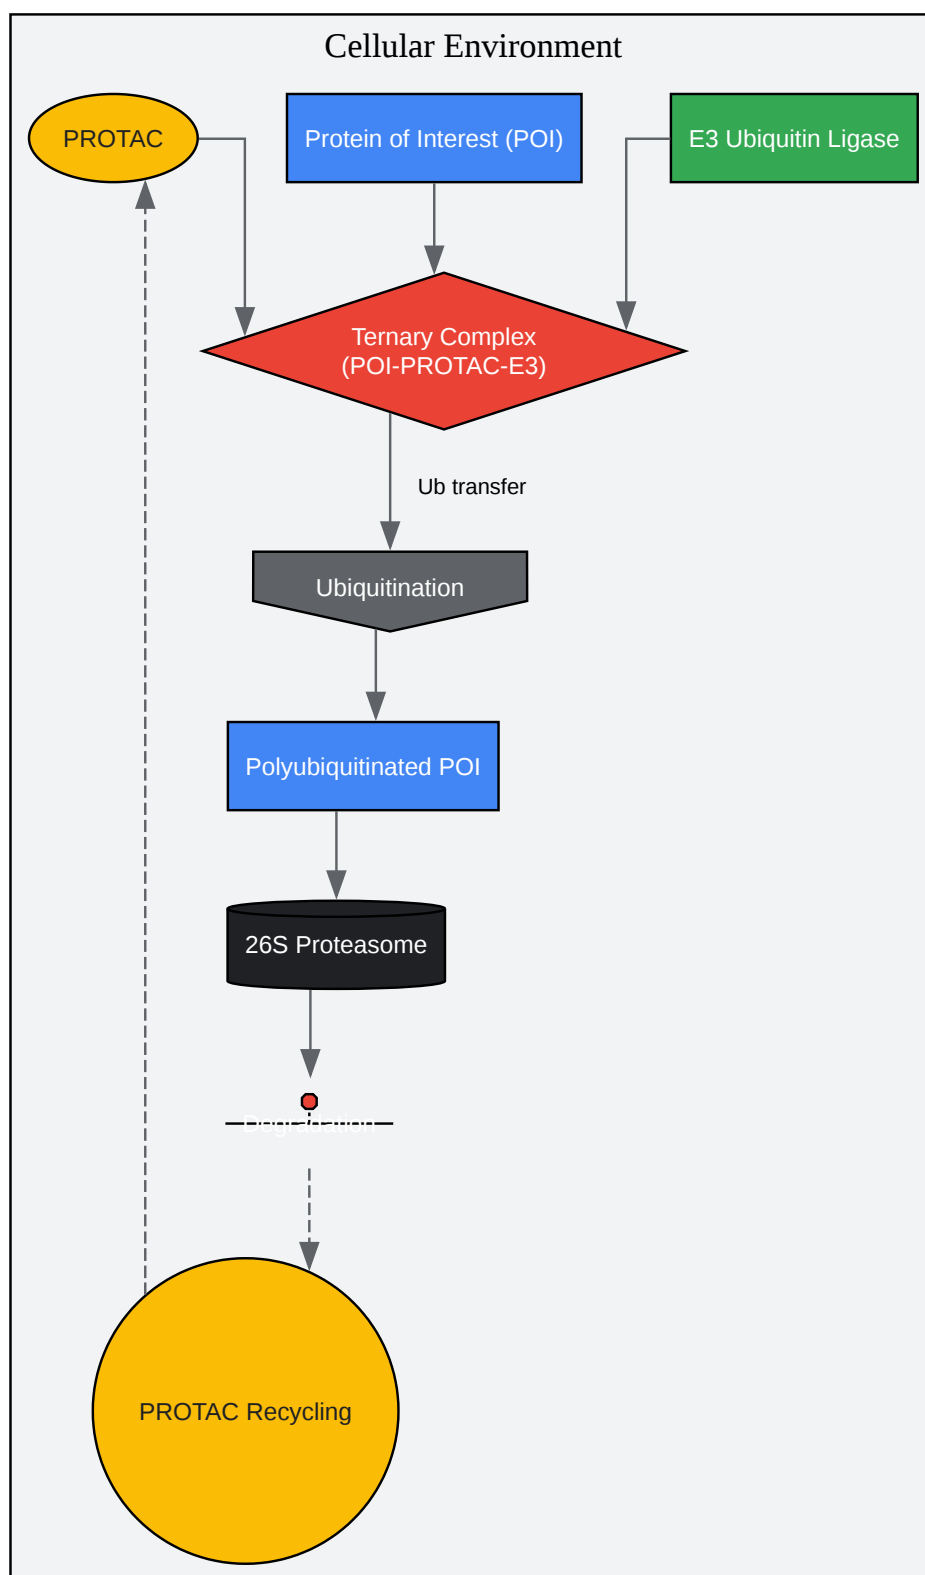 Cellular Environment
PROTAC
Protein of Interest (POI)
E3 Ubiquitin Ligase
Ternary Complex
(POI-PROTAC-E3)
Ub transfer
Ubiquitination
Polyubiquitinated POI
26S Proteasome
Degradation
PROTAC Recycling